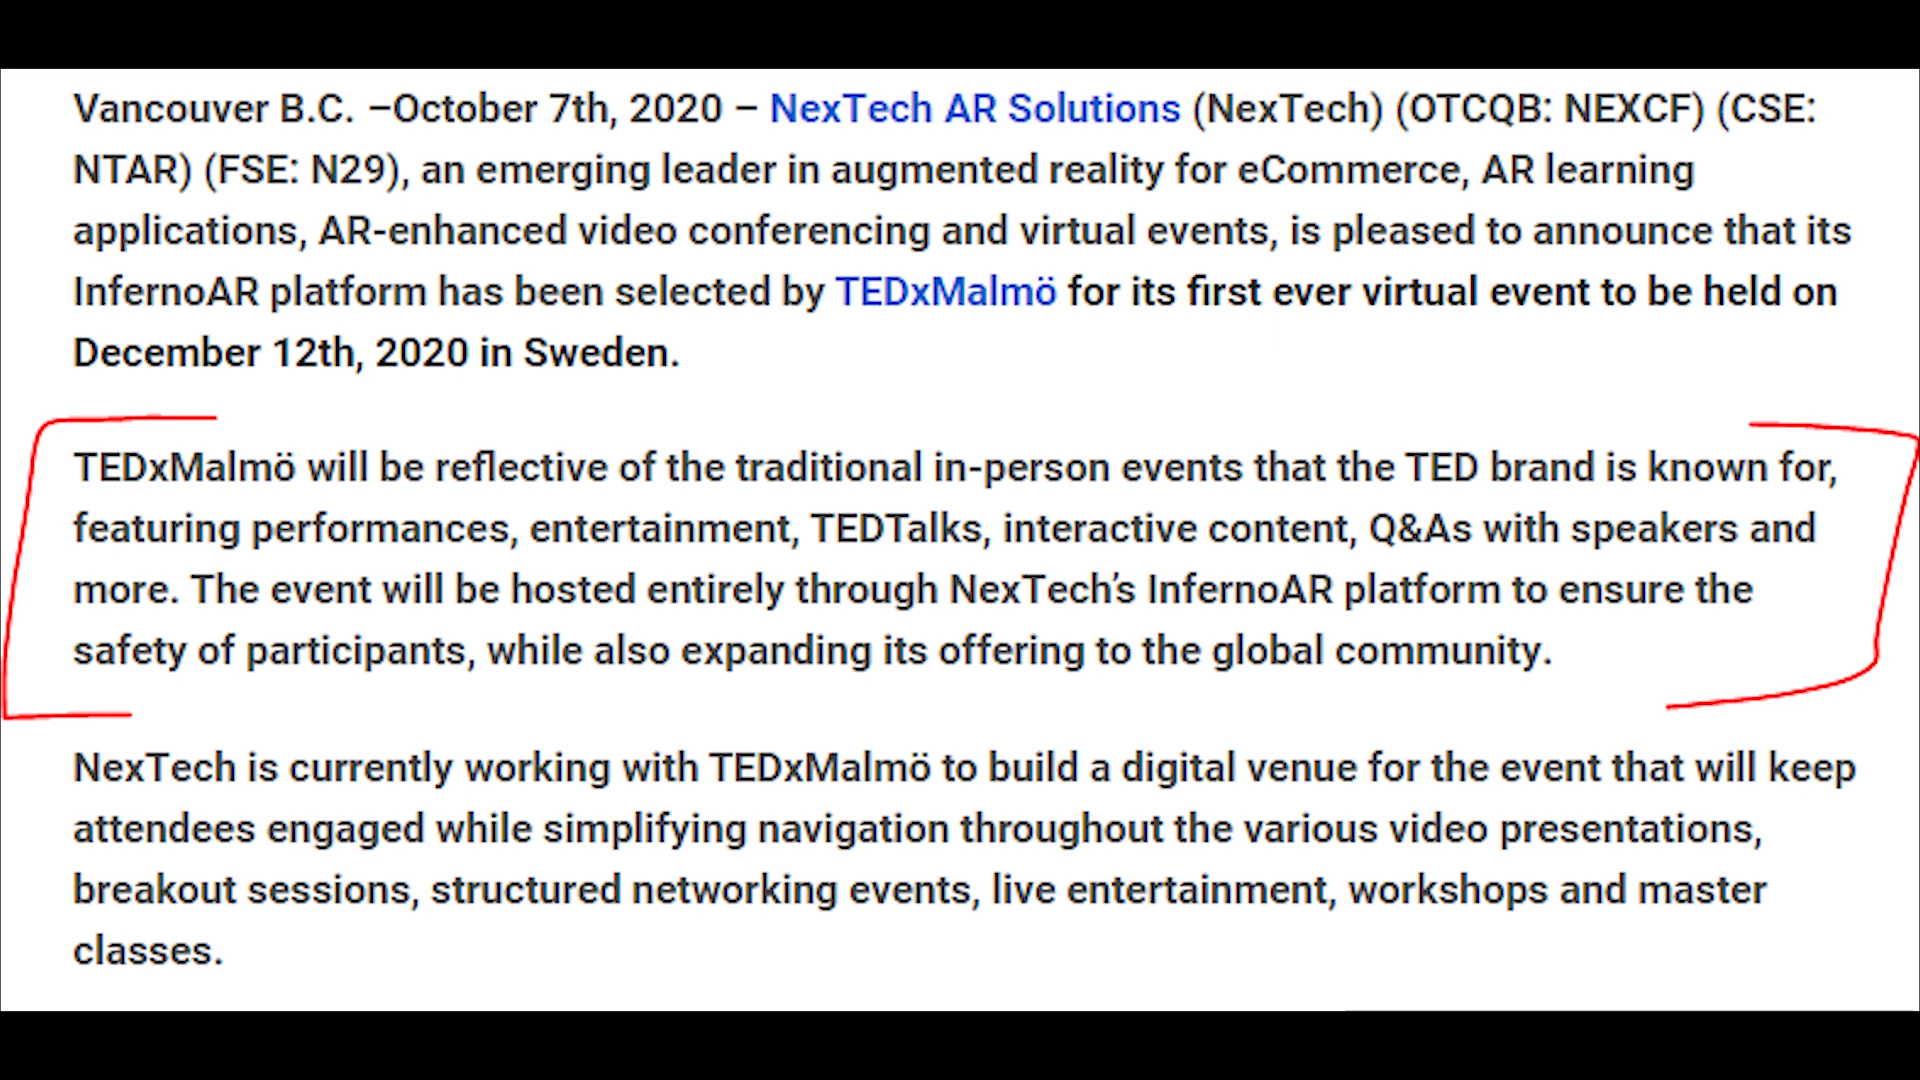 Vancouver B.C. –October 7th, 2020 – NexTech AR Solutions (NexTech) (OTCQB: NEXCF) (CSE:
NTAR) (FSE: N29), an emerging leader in augmented reality for eCommerce, AR learning
applications, AR-enhanced video conferencing and virtual events, is pleased to announce that its
InfernoAR platform has been selected by TEDxMalmö for its first ever virtual event to be held on
December 12th, 2020 in Sweden.
TEDxMalmö will be reflective of the traditional in-person events that the TED brand is known for,
featuring performances, entertainment, TEDTalks, interactive content, Q&As with speakers and
more. The event will be hosted entirely through NexTech’s InfernoAR platform to ensure the
safety of participants, while also expanding its offering to the global community.
NexTech is currently working with TEDxMalmö to build a digital venue for the event that will keep
attendees engaged while simplifying navigation throughout the various video presentations,
breakout sessions, structured networking events, live entertainment, workshops and master
classes.